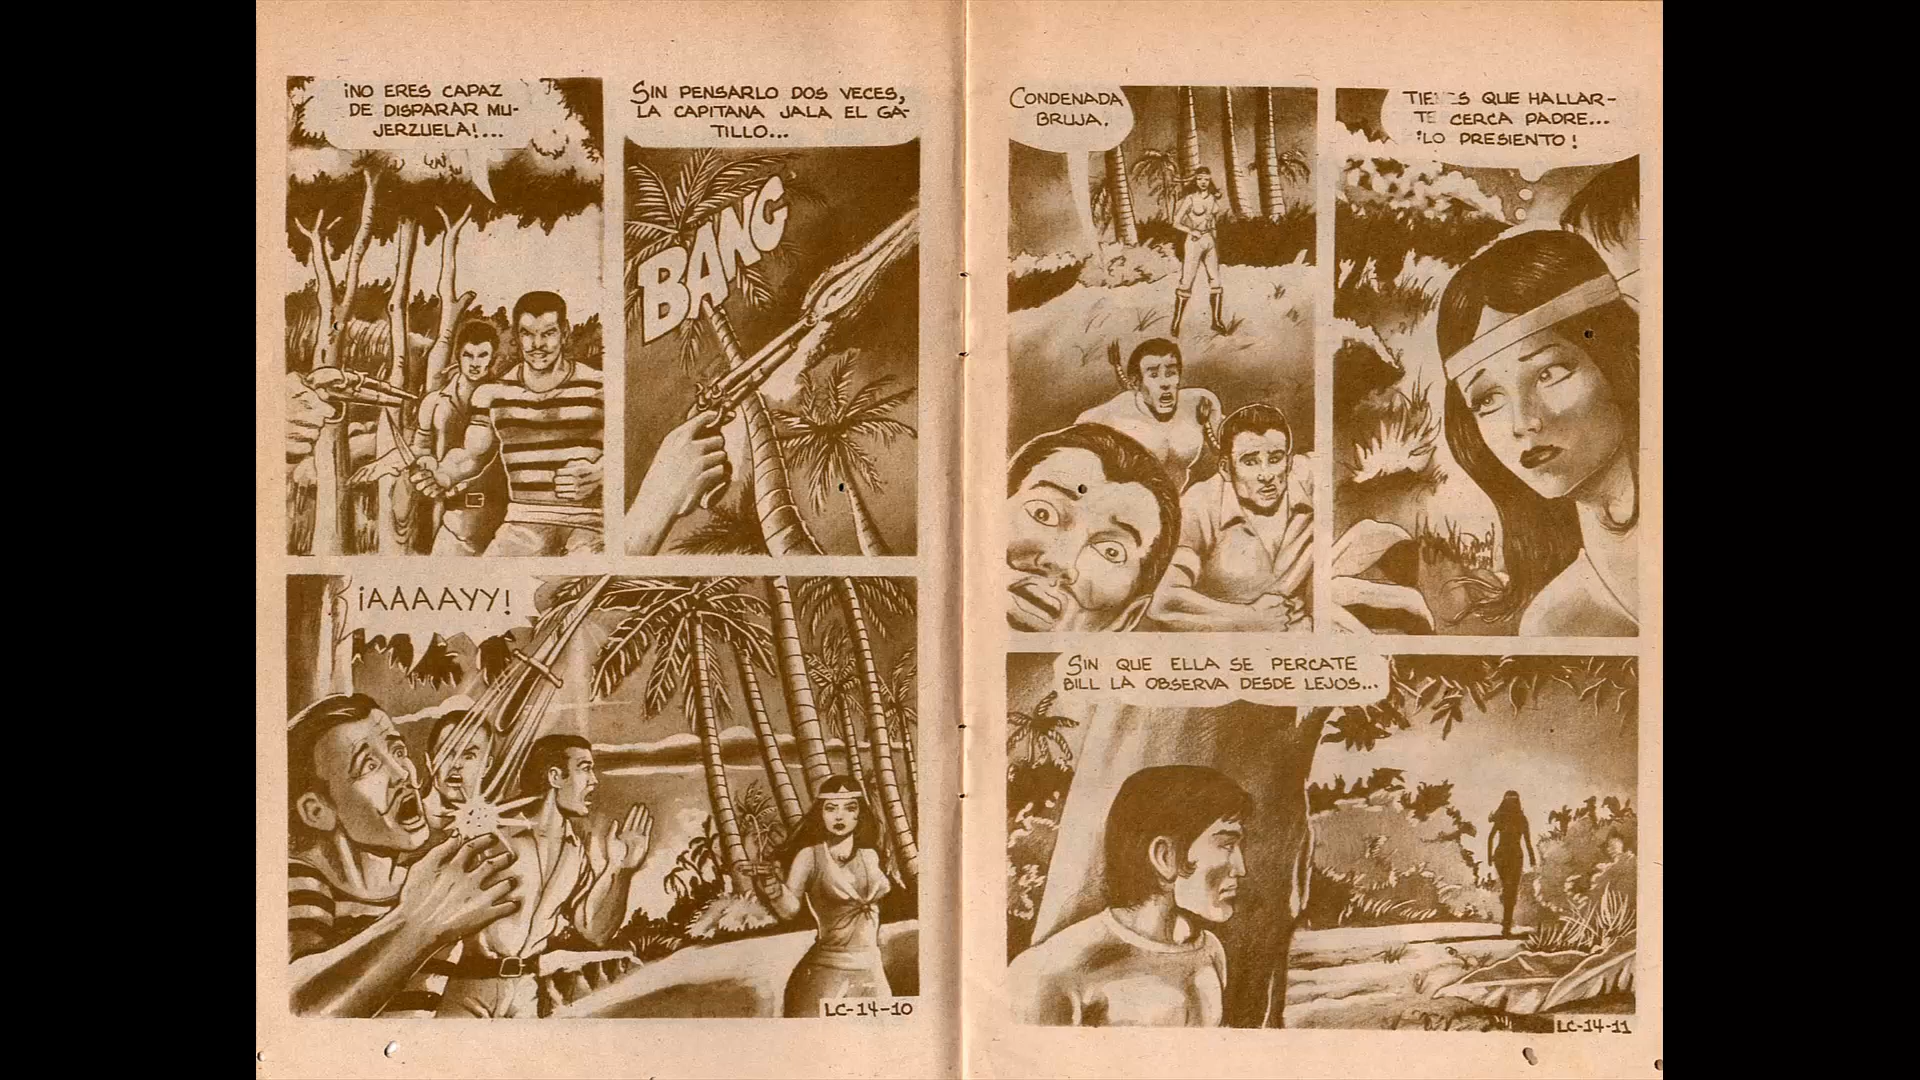 ¡NO ERES CAPAZ
DE DISPARAR MU-
JERZUELA!...
SIN PENSARLO DOS VECES,
LA CAPITANA JALA EL GA-
TILLO...
BANG
¡AAAAYY!
LC-14-10
CONDENADA
BRUJA.
TIENES QUE HALLAR-
TE CERCA PADRE...
¡LO PRESIENTO!
SIN QUE ELLA SE PERCATE
BILL LA OBSERVA DESDE LEJOS...
LC-14-11